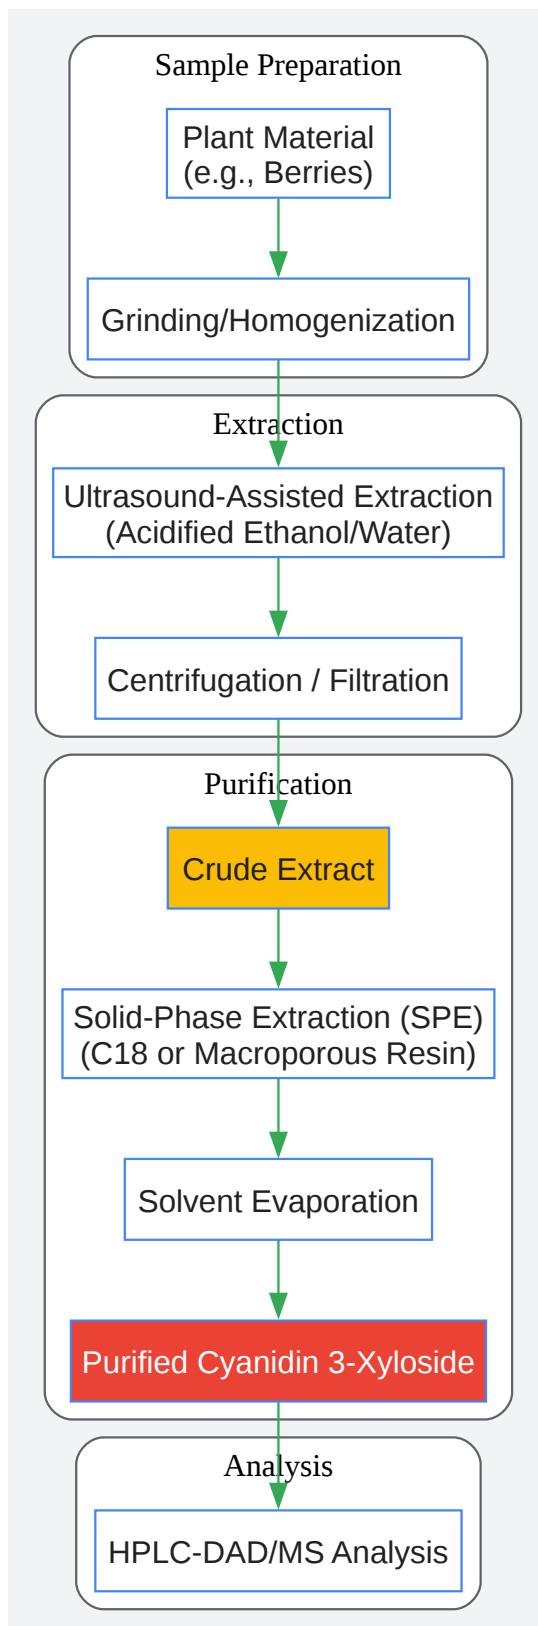 Sample Preparation
Plant Material
(e.g., Berries)
Grinding/Homogenization
Extraction
Ultrasound-Assisted Extraction
(Acidified Ethanol/Water)
Centrifugation / Filtration
Purification
Crude Extract
Solid-Phase Extraction (SPE)
(C18 or Macroporous Resin)
Solvent Evaporation
Purified Cyanidin 3-Xyloside
Analysis
HPLC-DAD/MS Analysis